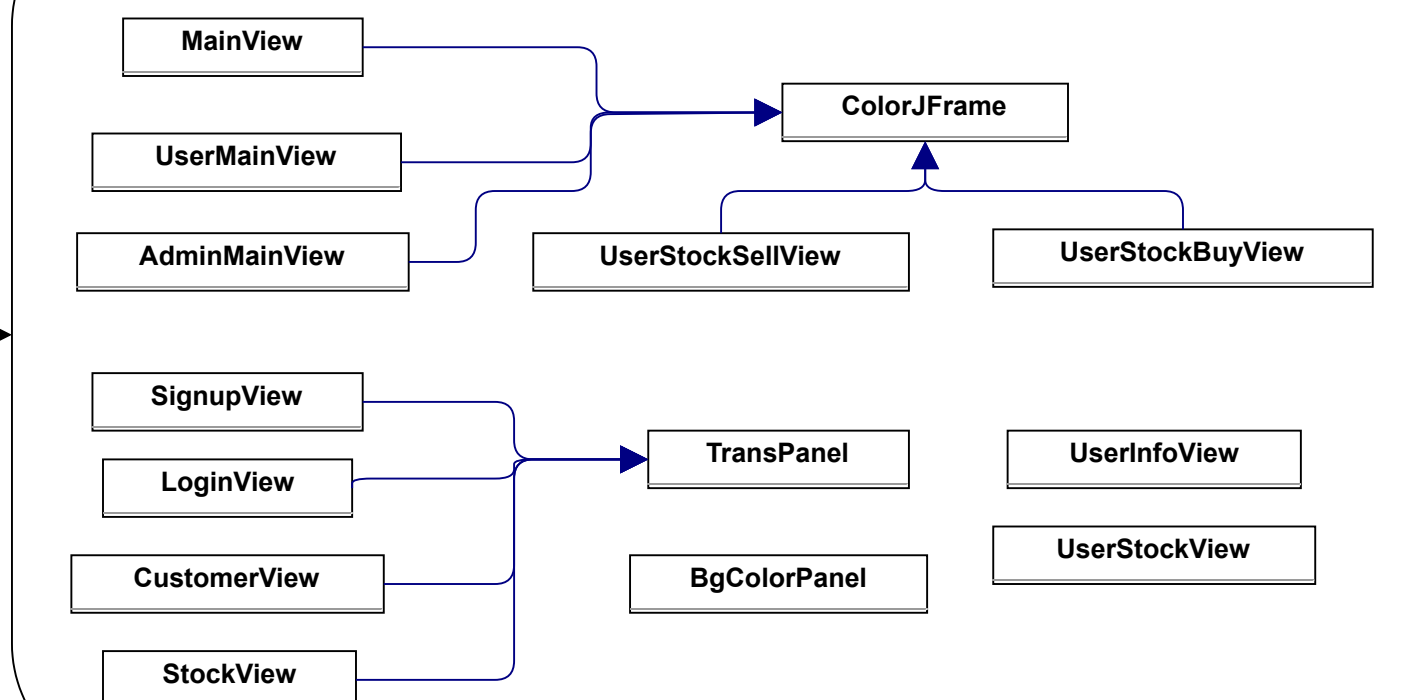 MainView
ColorJFrame
UserMainView
AdminMainView
UserStockSellView
UserStockBuyView
SignupView
TransPanel
UserInfoView
LoginView
UserStockView
CustomerView
BgColorPanel
StockView